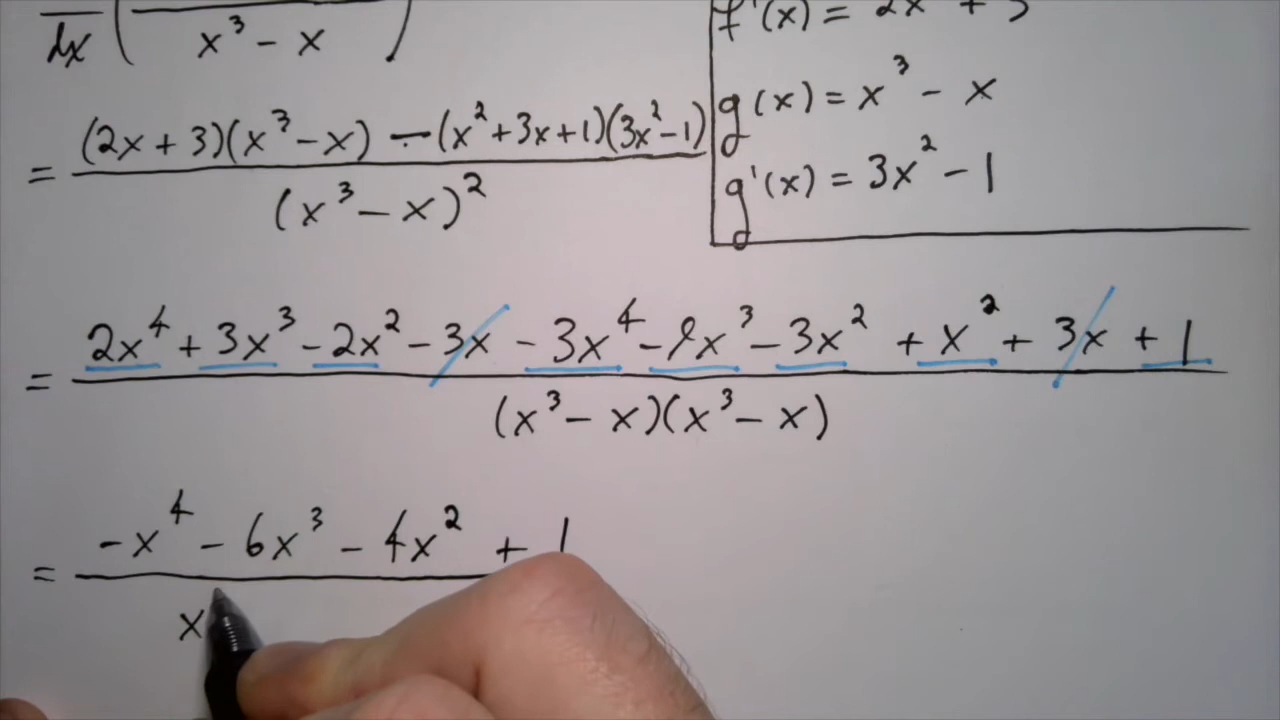 dx ( x³ - x )
f'(x) = 2x + 3
= (2x + 3)(x³ - x) - (x² + 3x + 1)(3x² - 1)
(x³ - x)²
g(x) = x³ - x
g'(x) = 3x² - 1
= 2x⁴ + 3x³ - 2x² - 3x - 3x⁴ - 9x³ - 3x² + x² + 3x + 1
(x³ - x)(x³ - x)
= -x⁴ - 6x³ - 4x² + 1
x